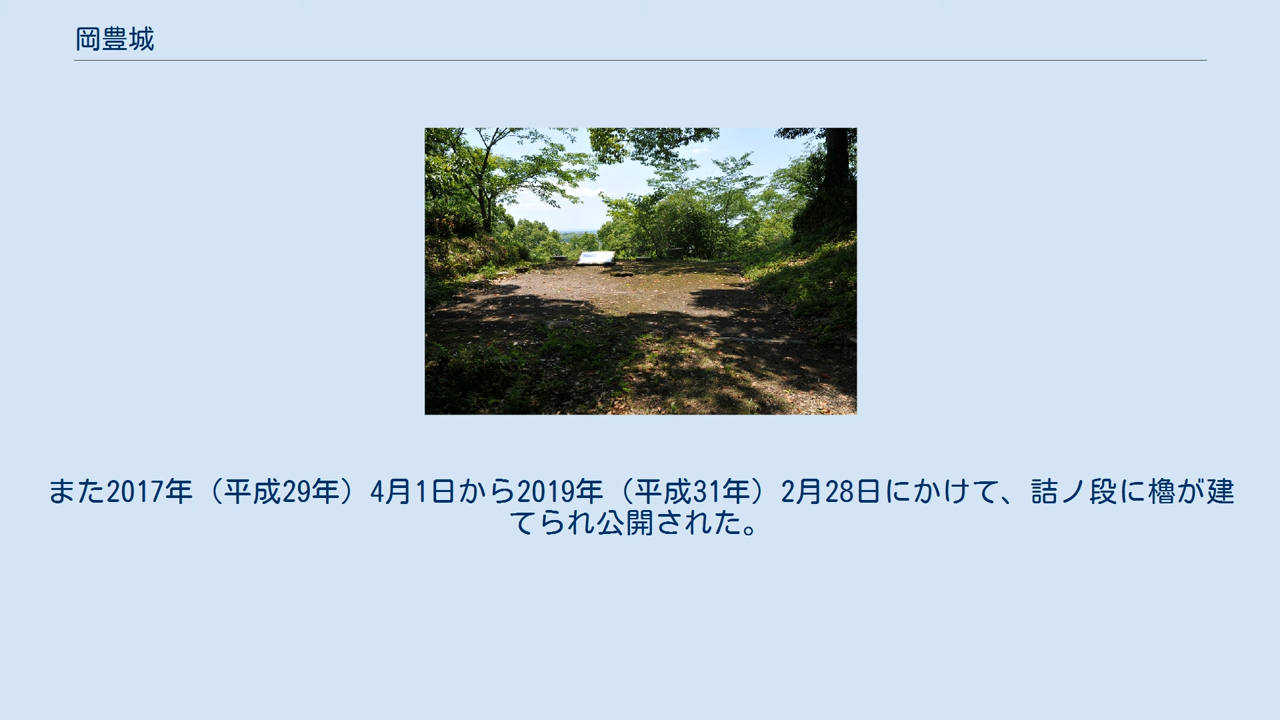 岡豊城
また2017年（平成29年）4月1日から2019年（平成31年）2月28日にかけて、詰ノ段に櫓が建
てられ公開された。